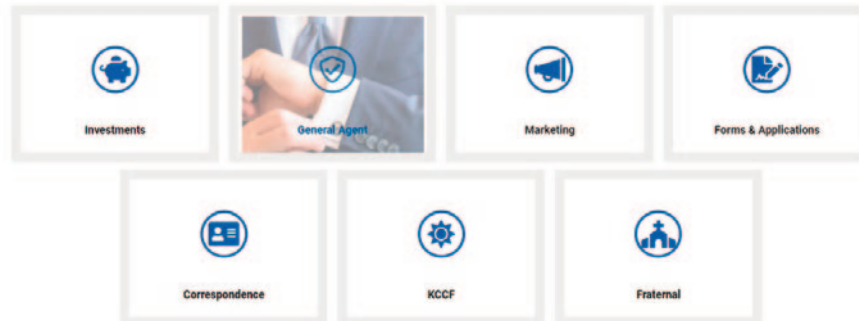 Investments
General Agent
Marketing
Forms & Applications
Correspondence
KCCF
Fraternal